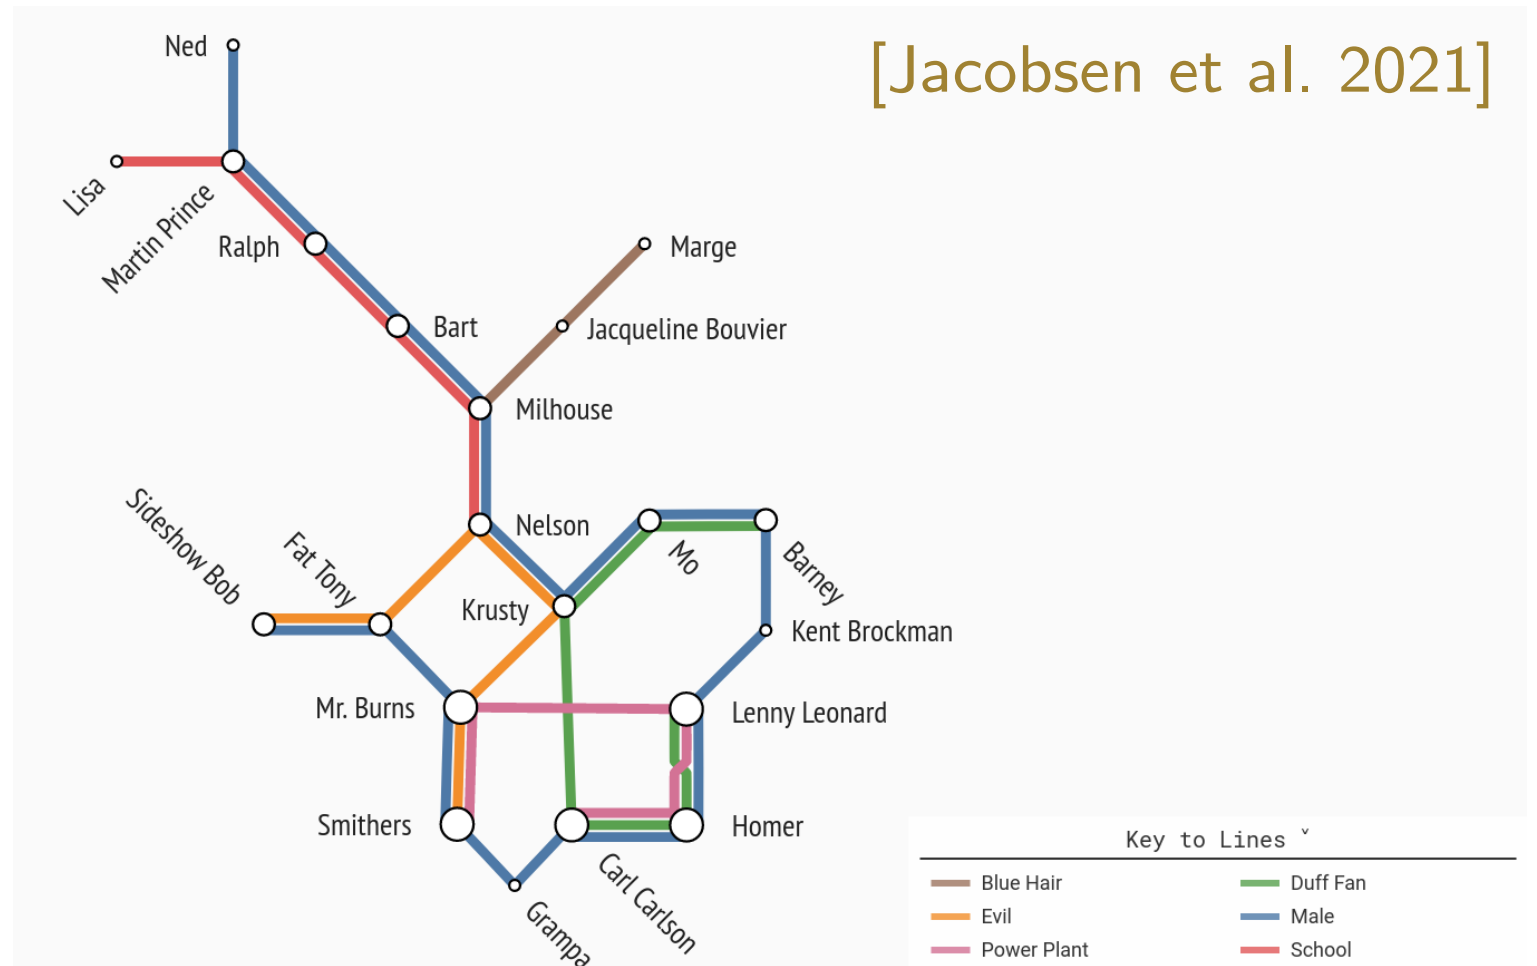 [Jacobsen et al. 2021]
Ned
Lisa
Martin Prince
Ralph
Marge
Bart
Jacqueline Bouvier
Milhouse
Sideshow Bob
Fat Tony
Nelson
Mo
Barney
Krusty
Kent Brockman
Mr. Burns
Lenny Leonard
Smithers
Homer
Carl Carlson
Grampa
Key to Lines ˅
Blue Hair
Duff Fan
Evil
Male
Power Plant
School